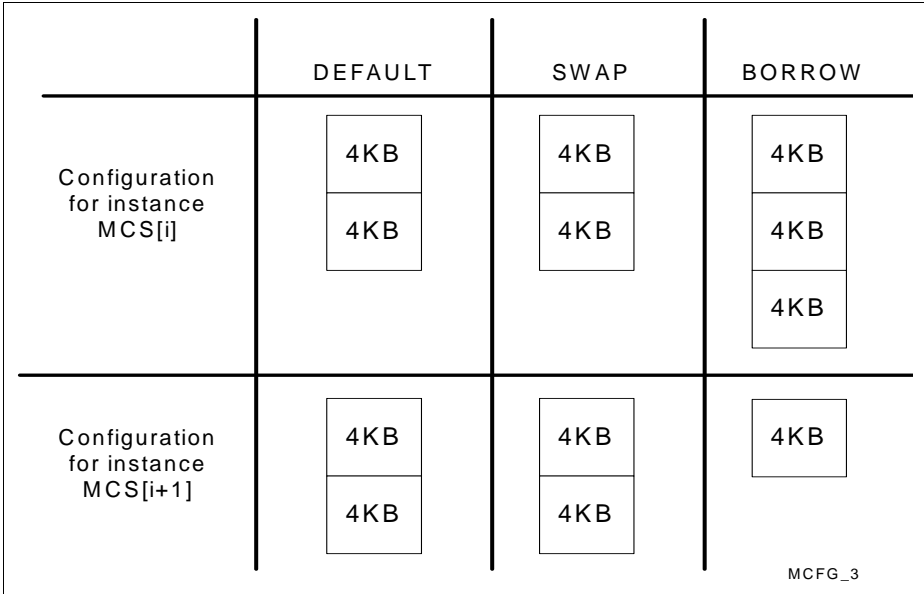 DEFAULT SWAP BORROW
Configuration
for instance
MCS[i]
4KB 4KB 4KB
4KB 4KB 4KB
4KB
Configuration
for instance
MCS[i+1]
4KB 4KB 4KB
4KB 4KB
MCFG_3